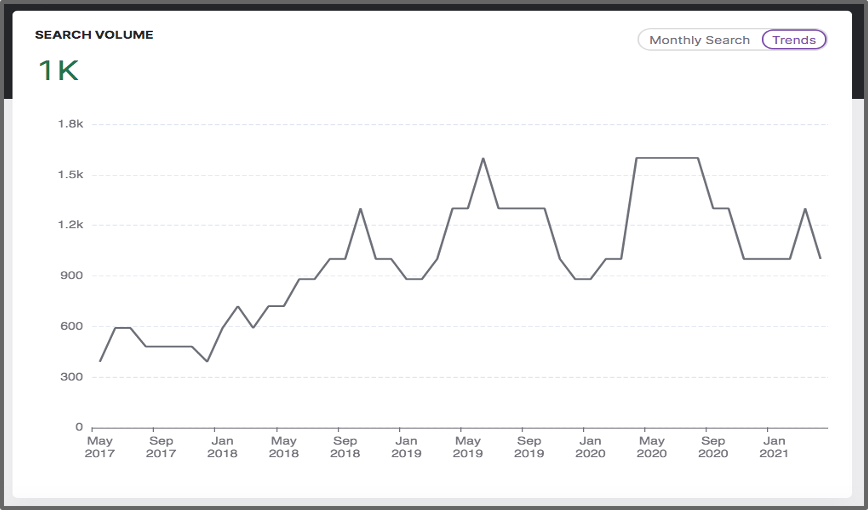 SEARCH VOLUME
Monthly Search Trends
1K
1.8k
1.5k
1.2k
900
600
300
0
May Sep Jan May Sep Jan May Sep Jan May Sep Jan
2017 2017 2018 2018 2018 2019 2019 2019 2020 2020 2020 2021